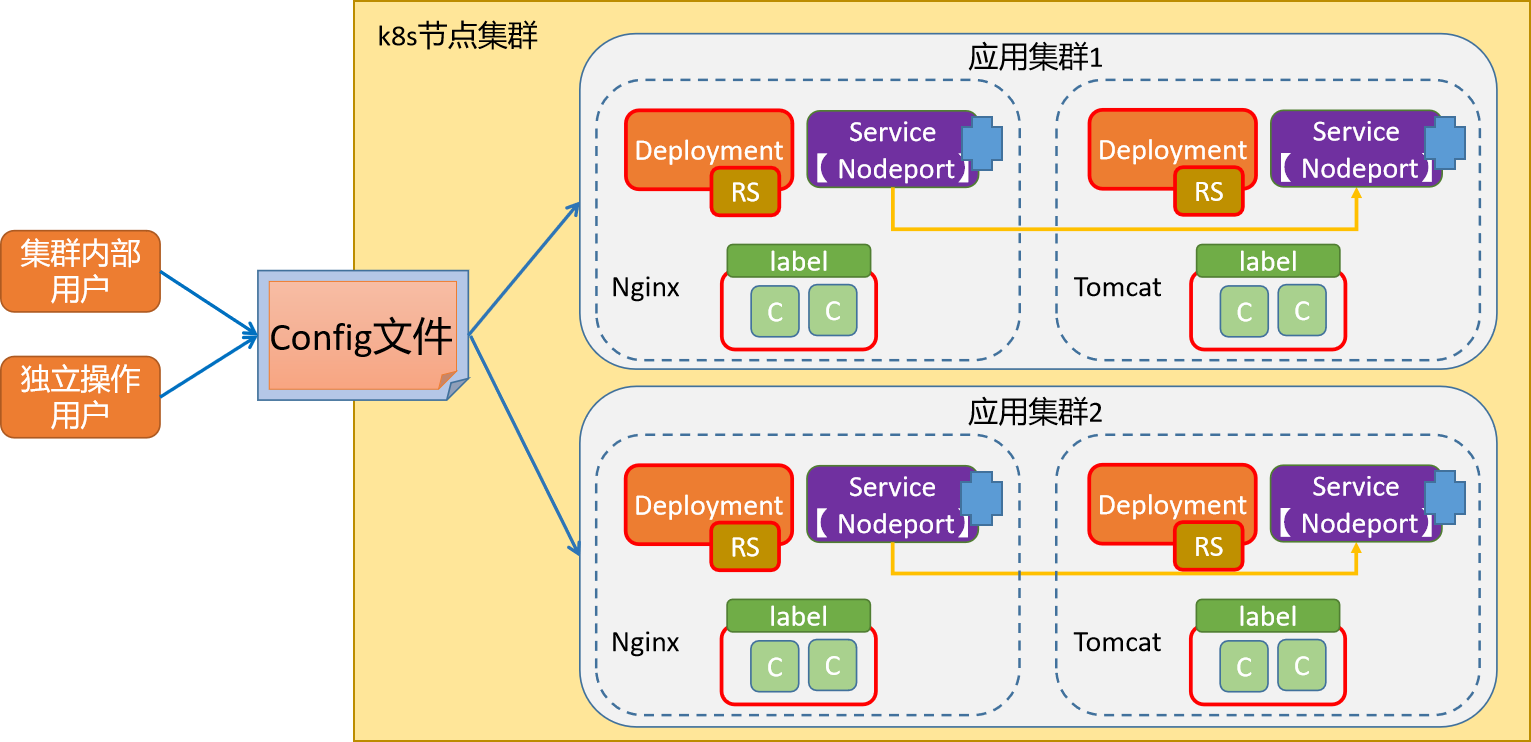 k8s节点集群
集群内部
用户
独立操作
用户
Config文件
应用集群1
Deployment
RS
Service
【 Nodeport】
Nginx
label
C
C
Deployment
RS
Service
【 Nodeport】
Tomcat
label
C
C
应用集群2
Deployment
RS
Service
【 Nodeport】
Nginx
label
C
C
Deployment
RS
Service
【 Nodeport】
Tomcat
label
C
C